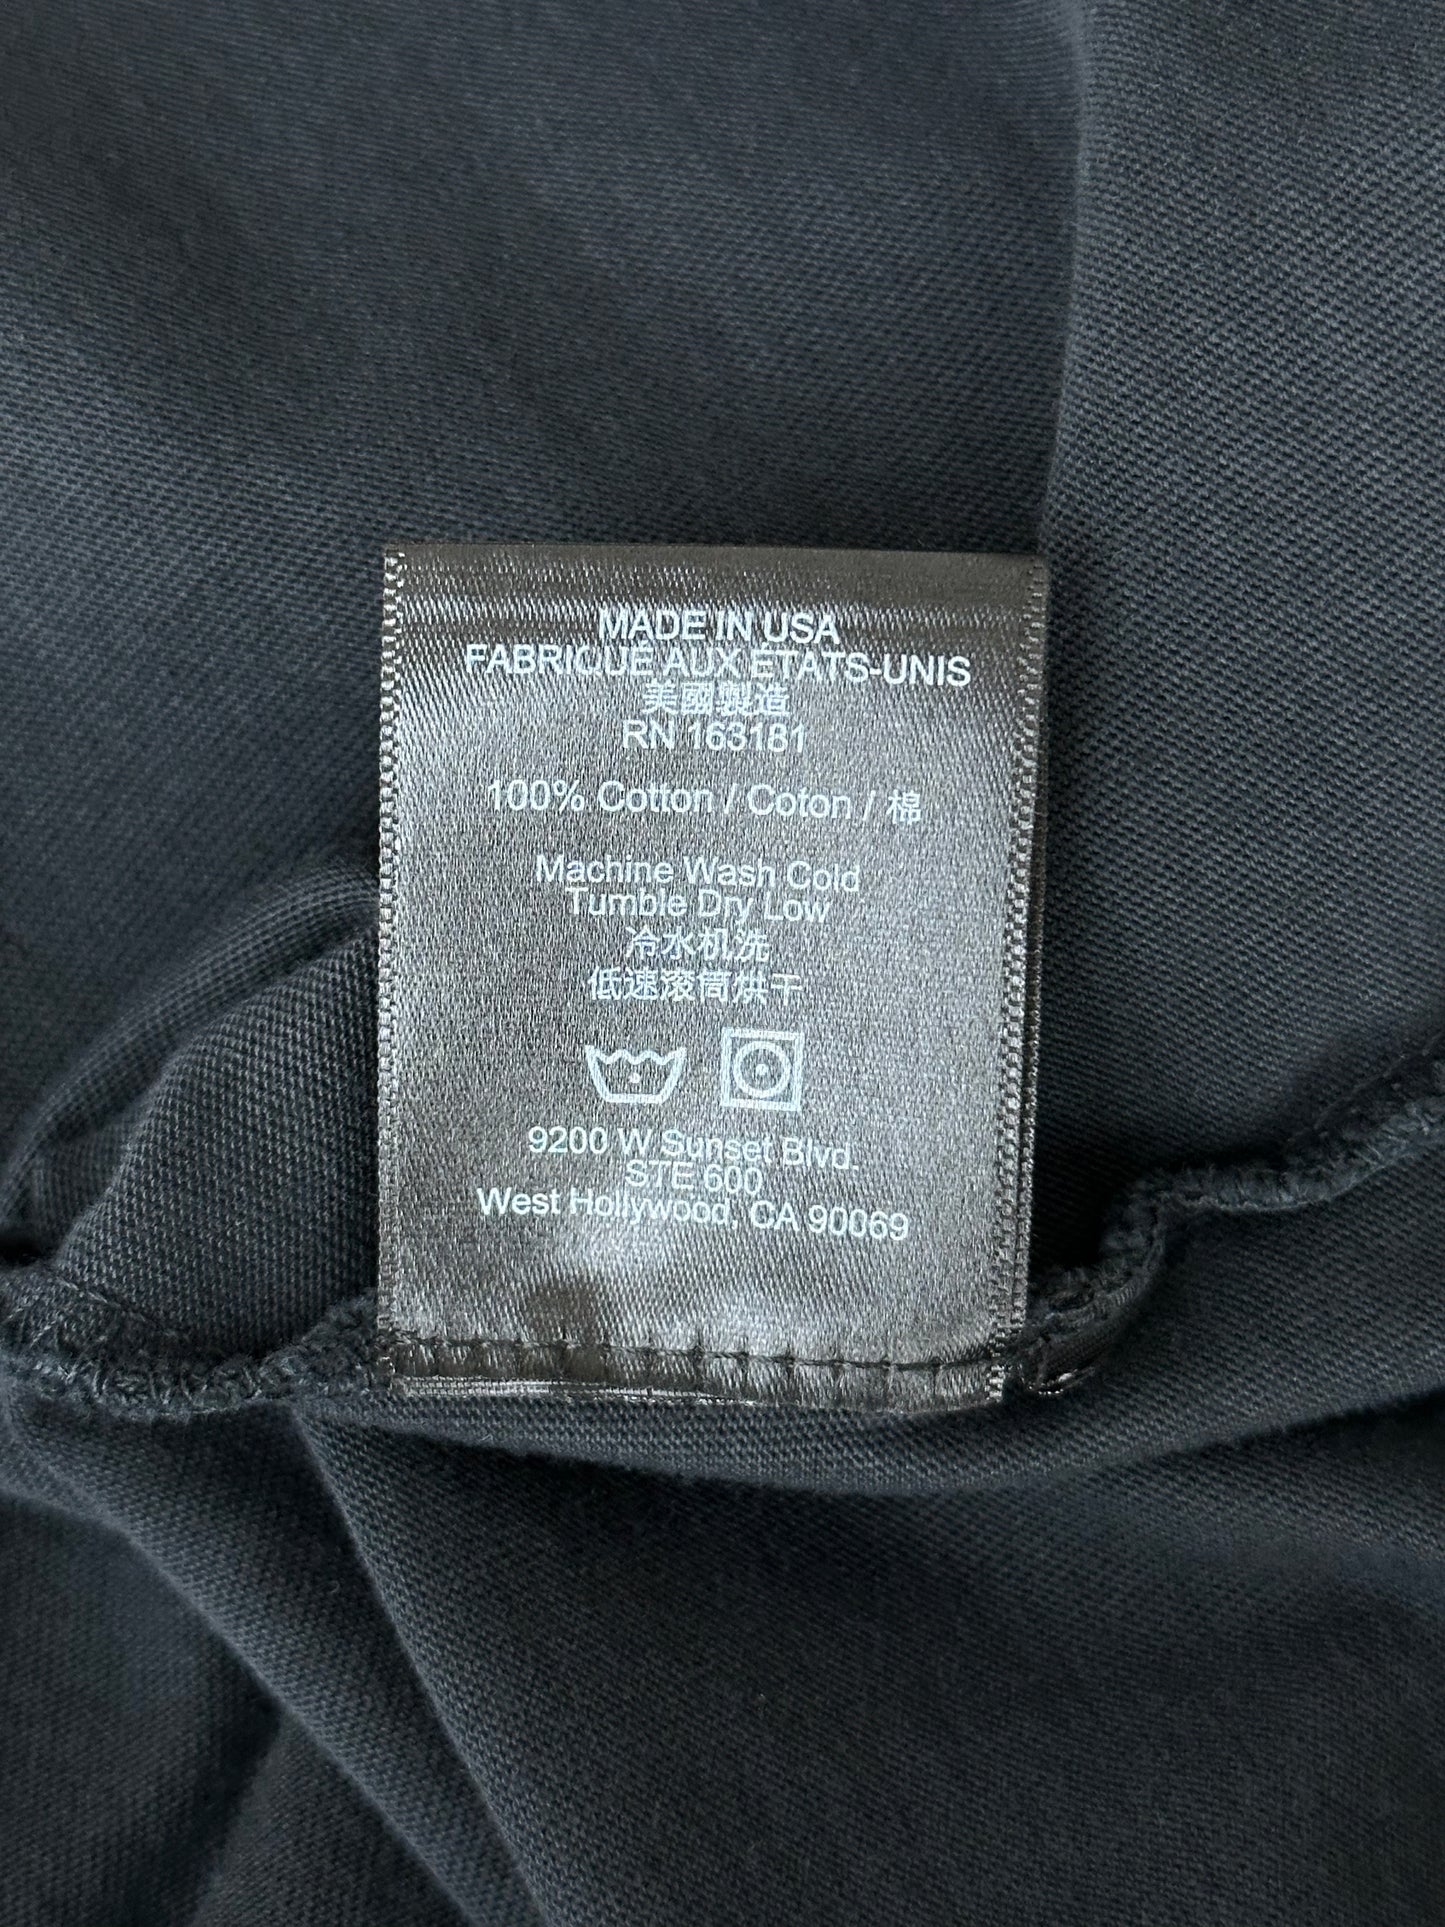 MADE IN USA
FABRIQUE AUX ETATS-UNIS
美國製造
RN 163181
100% Cotton / Coton / 棉
Machine Wash Cold
Tumble Dry Low
冷水机洗
低速滚筒烘干
9200 W Sunset Blvd.
STE 600
West Hollywood, CA 90069